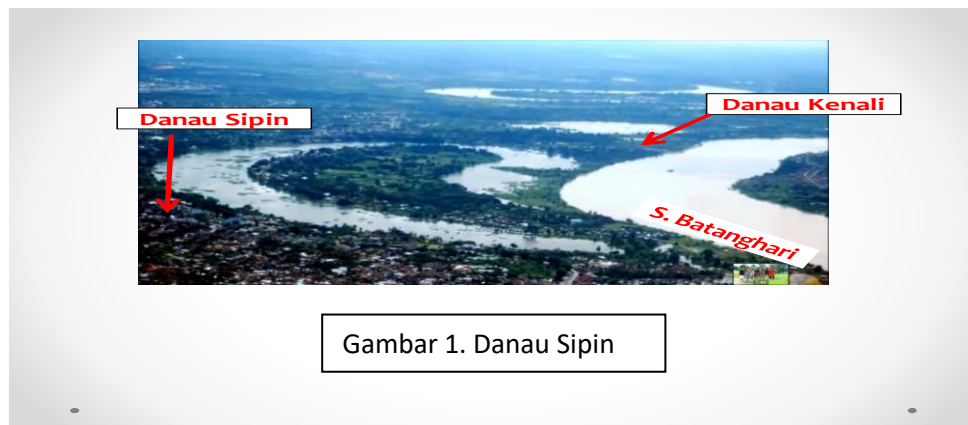 Danau Kenali
Danau Sipin
S. Batanghari
Gambar 1. Danau Sipin